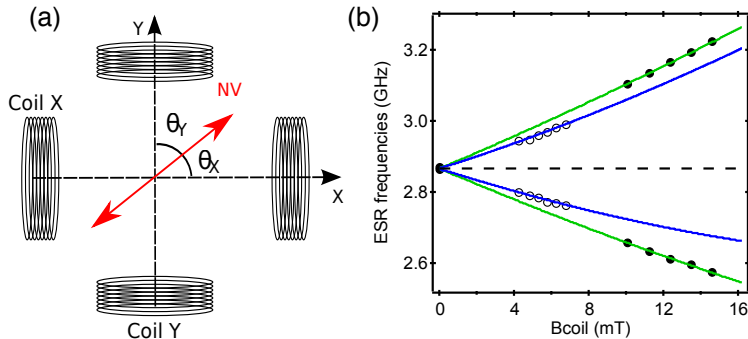 (a)
Y
NV
Coil X
θY
θX
X
Coil Y
(b)
ESR frequencies (GHz)
3.2
3.0
2.8
2.6
0
4
8
12
16
Bcoil (mT)